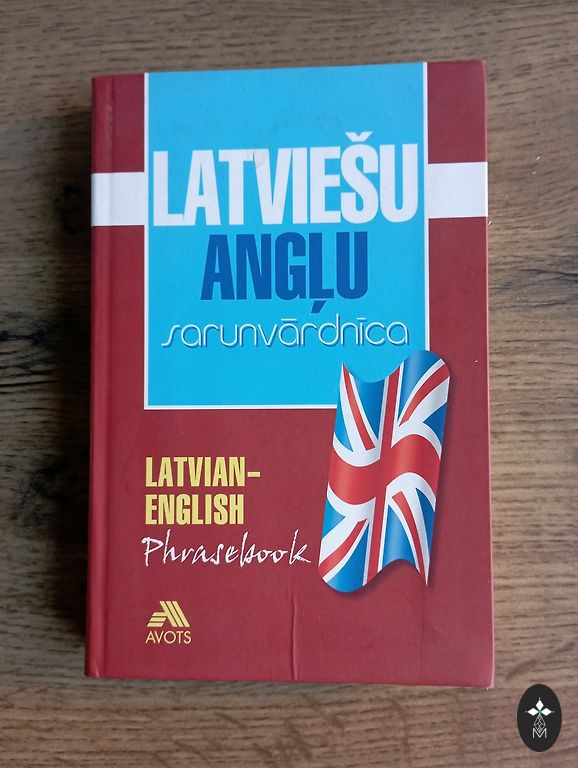 LATVIEŠU
ANGĻU
sarunvārdnīca
LATVIAN-
ENGLISH
Phrasebook
AVOTS
M